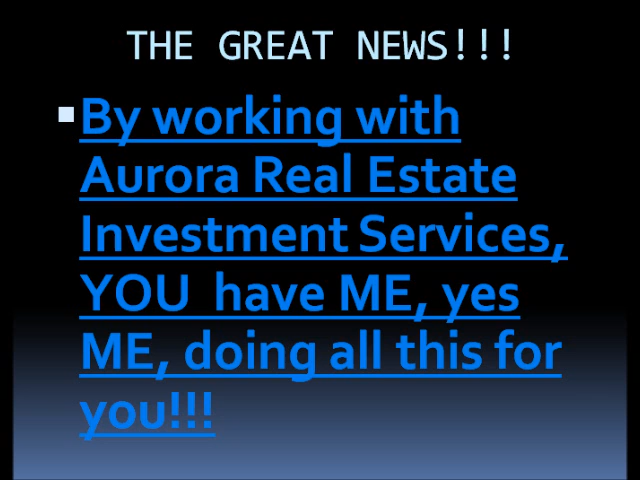 THE GREAT NEWS!!!
By working with
Aurora Real Estate
Investment Services,
YOU  have ME, yes
ME, doing all this for
you!!!